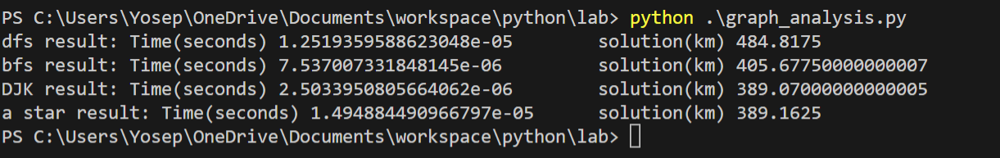 PS C:\Users\Yosep\OneDrive\Documents\workspace\python\lab> python .\graph_analysis.py
dfs result: Time(seconds) 1.2519359588623048e-05 solution(km) 484.8175
bfs result: Time(seconds) 7.537007331848145e-06 solution(km) 405.67750000000007
DJK result: Time(seconds) 2.5033950805664062e-06 solution(km) 389.07000000000005
a star result: Time(seconds) 1.494884490966797e-05 solution(km) 389.1625
PS C:\Users\Yosep\OneDrive\Documents\workspace\python\lab>